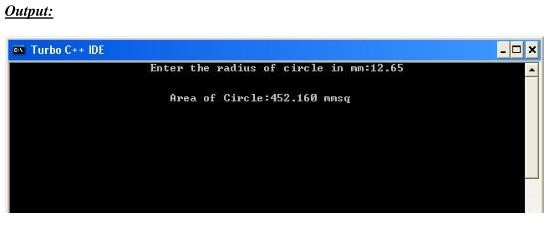 Output:
Turbo C++ IDE
Enter the radius of circle in mm:12.65
Area of Circle:452.160 mmsq